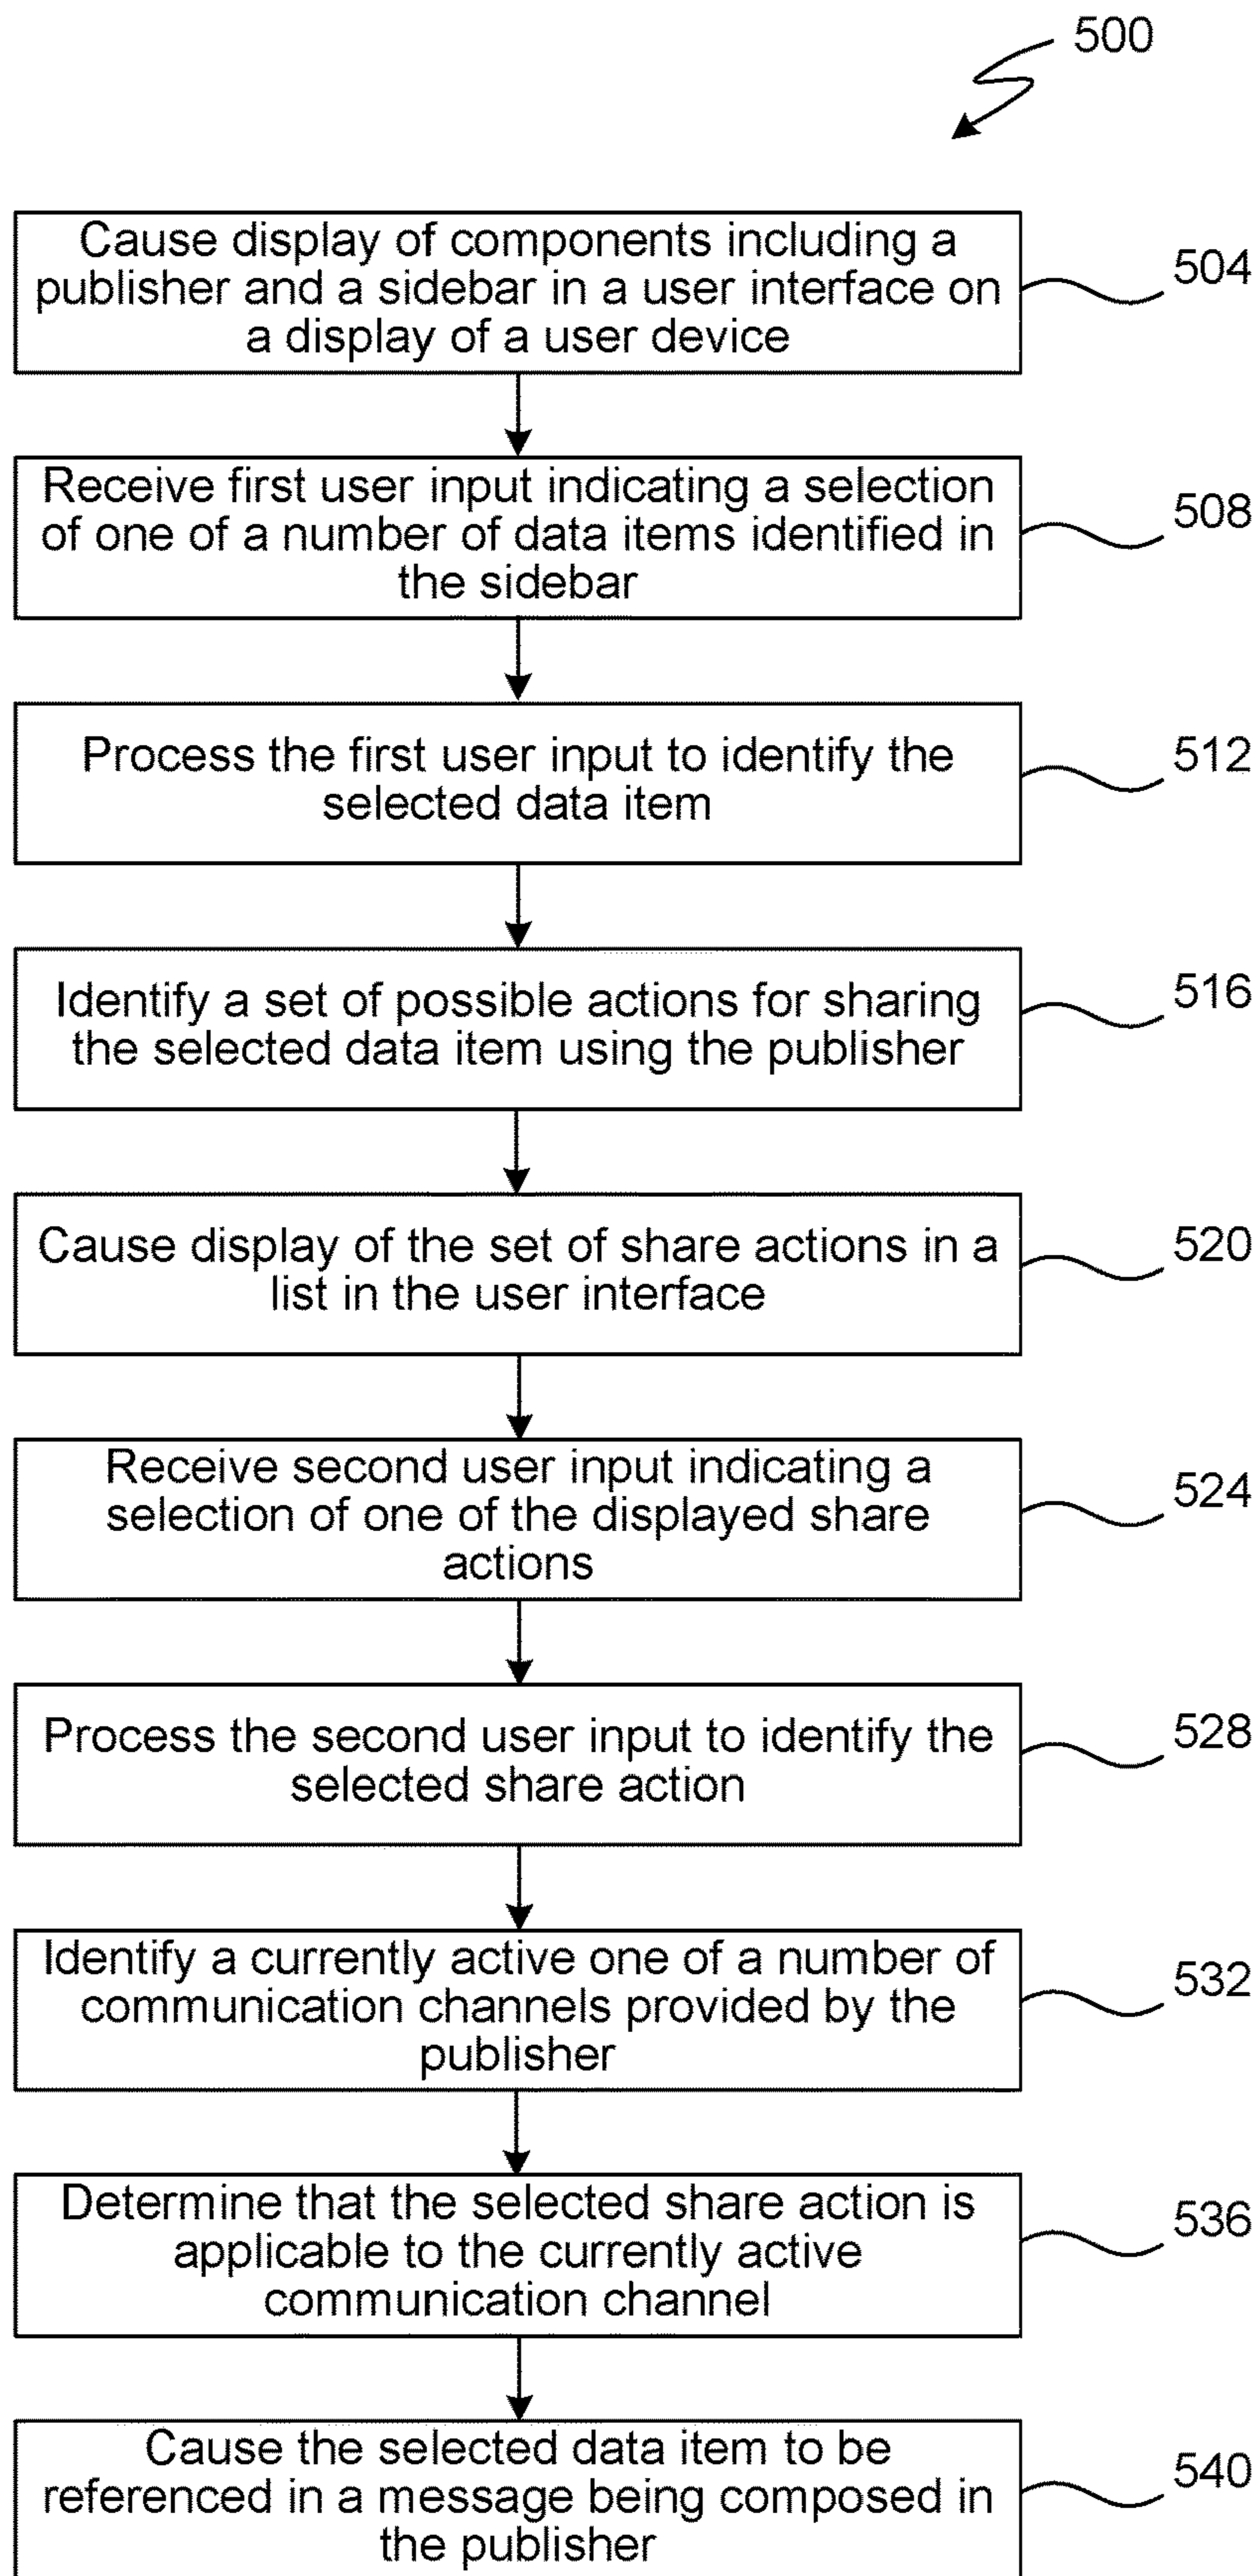 500
Cause display of components including a
publisher and a sidebar in a user interface on
a display of a user device
504
Receive first user input indicating a selection
of one of a number of data items identified in
the sidebar
508
Process the first user input to identify the
selected data item
512
Identify a set of possible actions for sharing
the selected data item using the publisher
516
Cause display of the set of share actions in a
list in the user interface
520
Receive second user input indicating a
selection of one of the displayed share
actions
524
Process the second user input to identify the
selected share action
528
Identify a currently active one of a number of
communication channels provided by the
publisher
532
Determine that the selected share action is
applicable to the currently active
communication channel
536
Cause the selected data item to be
referenced in a message being composed in
the publisher
540